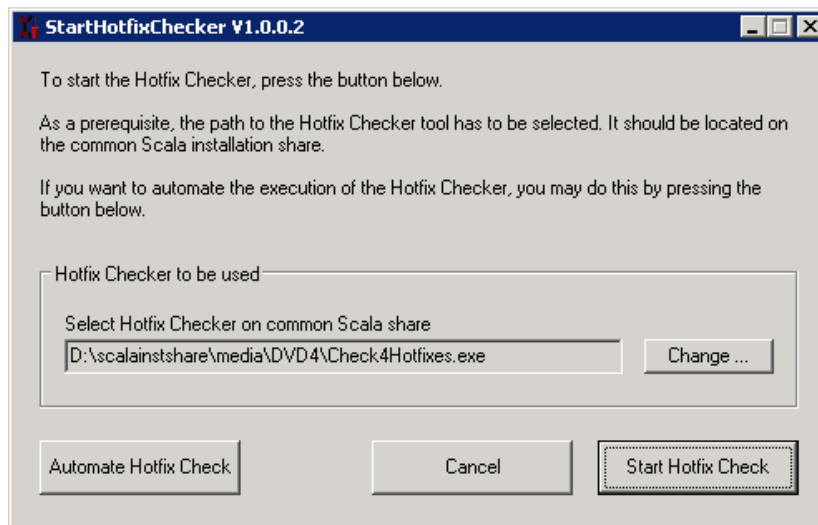 StartHotfixChecker V1.0.0.2
To start the Hotfix Checker, press the button below.
As a prerequisite, the path to the Hotfix Checker tool has to be selected. It should be located on
the common Scala installation share.
If you want to automate the execution of the Hotfix Checker, you may do this by pressing the
button below.
Hotfix Checker to be used
Select Hotfix Checker on common Scala share
D:\scalainstshare\media\DVD4\Check4Hotfixes.exe
Change ...
Automate Hotfix Check
Cancel
Start Hotfix Check